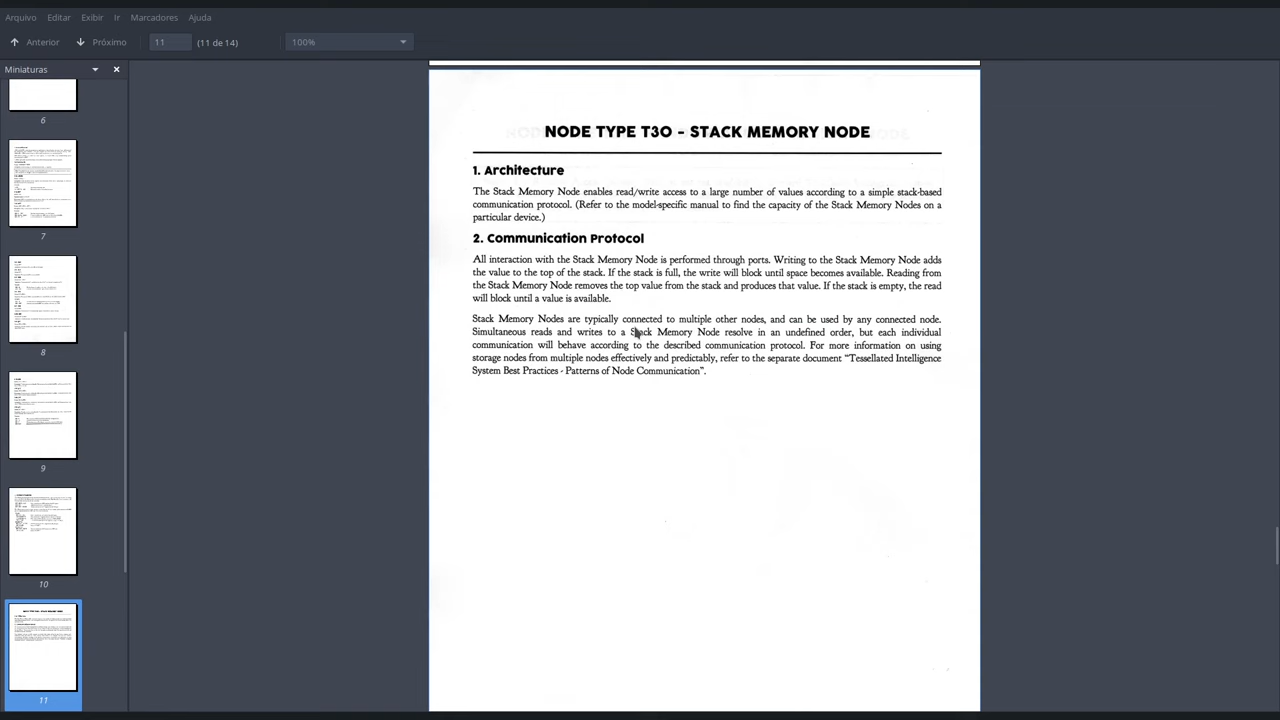 Arquivo Editar Exibir Ir Marcadores Ajuda
Anterior Próximo 11 (11 de 14) 100%
Miniaturas
6
7
8
9
10
11
NODE TYPE T30 - STACK MEMORY NODE
1. Architecture
The Stack Memory Node enables read/write access to a large number of values according to a simple stack-based
communication protocol. (Refer to the model-specific manual to find the capacity of the Stack Memory Nodes on a
particular device.)
2. Communication Protocol
All interaction with the Stack Memory Node is performed through ports. Writing to the Stack Memory Node adds
the value to the top of the stack. If the stack is full, the write will block until space becomes available. Reading from
the Stack Memory Node removes the top value from the stack and produces that value. If the stack is empty, the read
will block until a value is available.
Stack Memory Nodes are typically connected to multiple other nodes, and can be used by any connected node.
Simultaneous reads and writes to a Stack Memory Node resolve in an undefined order, but each individual
communication will behave according to the described communication protocol. For more information on using
storage nodes from multiple nodes effectively and predictably, refer to the separate document “Tessellated Intelligence
System Best Practices - Patterns of Node Communication”.